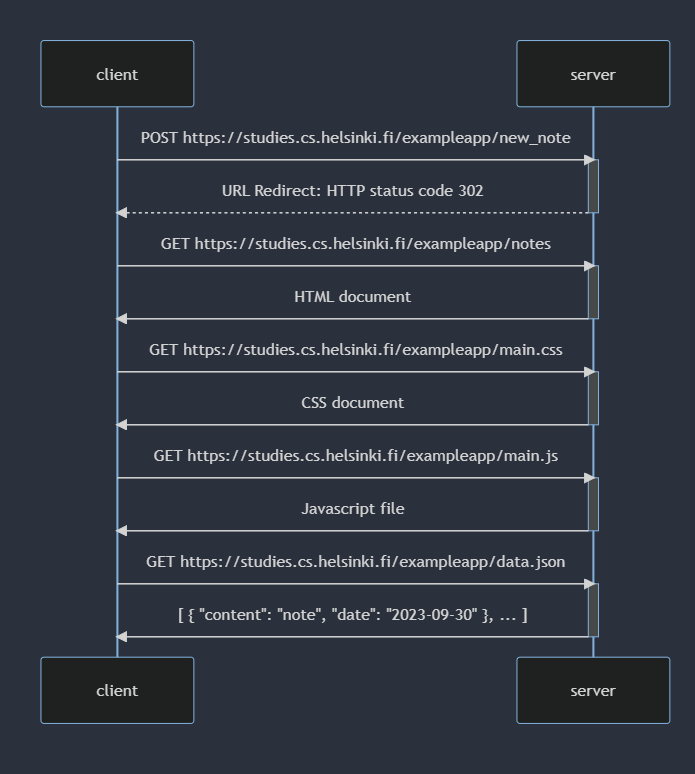 client
server
POST https://studies.cs.helsinki.fi/exampleapp/new_note
URL Redirect: HTTP status code 302
GET https://studies.cs.helsinki.fi/exampleapp/notes
HTML document
GET https://studies.cs.helsinki.fi/exampleapp/main.css
CSS document
GET https://studies.cs.helsinki.fi/exampleapp/main.js
Javascript file
GET https://studies.cs.helsinki.fi/exampleapp/data.json
[ { "content": "note", "date": "2023-09-30" }, ... ]
client
server